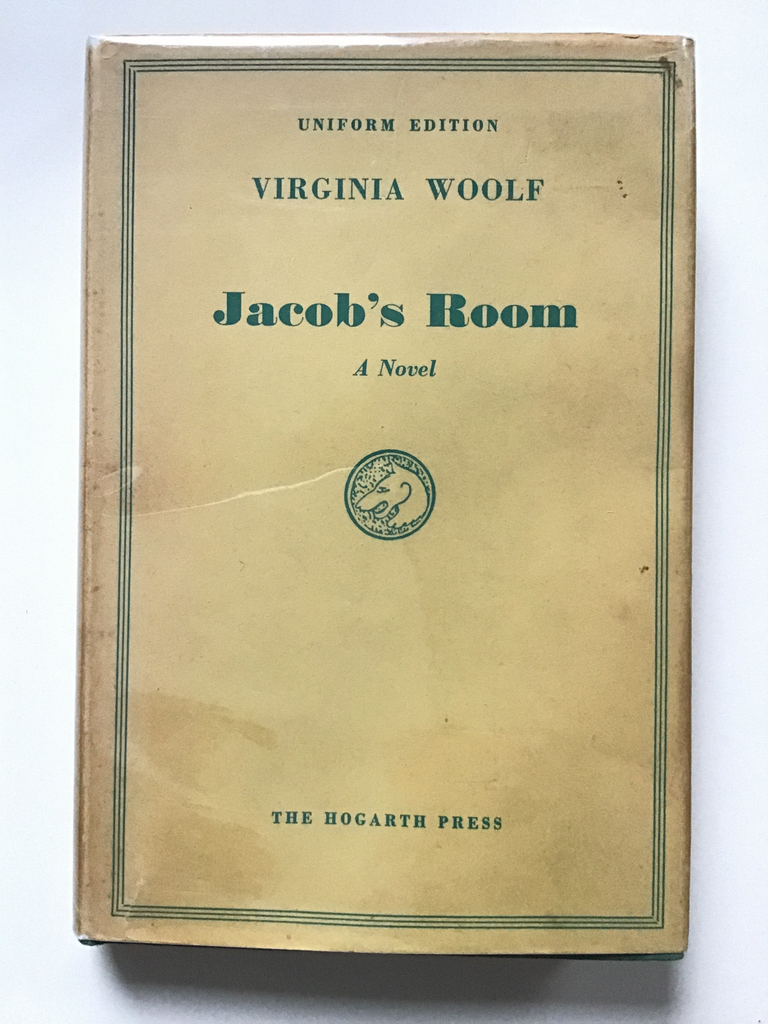 UNIFORM EDITION
VIRGINIA WOOLF
Jacob's Room
A Novel
THE HOGARTH PRESS